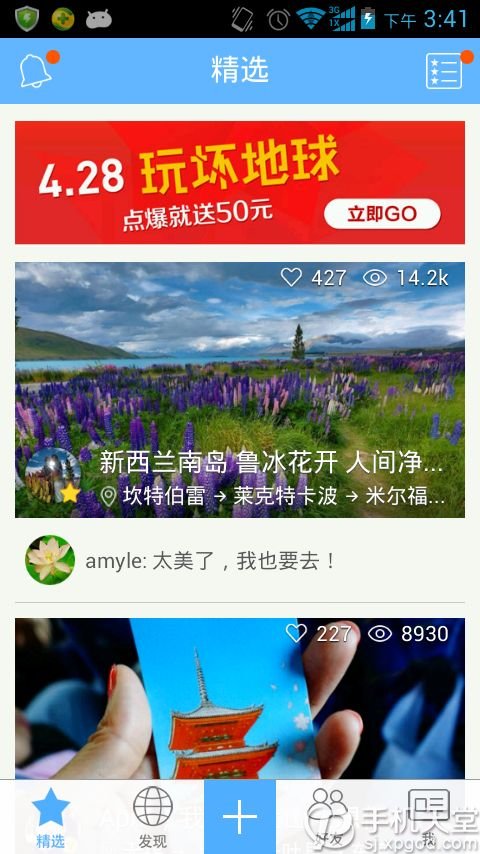 3G
1X
下午 3:41
精选
4.28 玩坏地球
点爆就送50元
立即GO
427 14.2k
新西兰南岛 鲁冰花开 人间净...
坎特伯雷 → 莱克特卡波 → 米尔福...
amyle: 太美了，我也要去！
227 8930
精选
发现
好友
我
手机天堂
sjxpgos.com